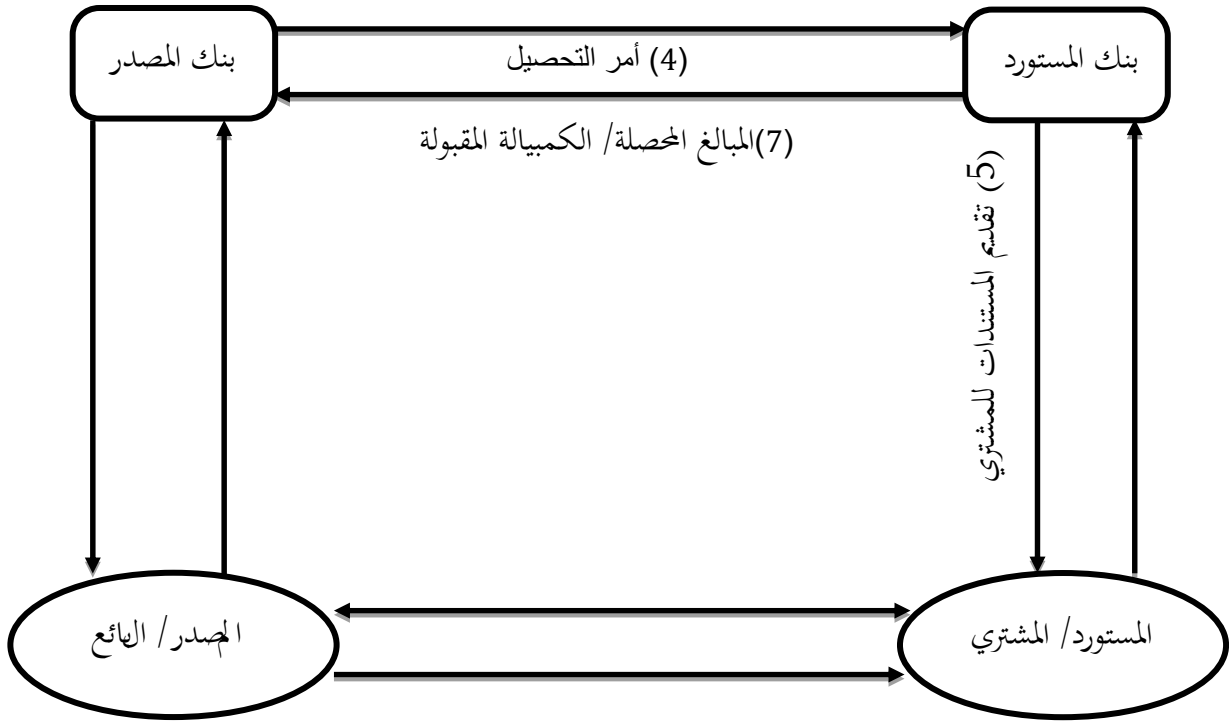 بنك المستورد
بنك المصدر
(4) أمر التحصيل
(7)المبالغ المحصلة/ الكمبيالة المقبولة
(5) تقديم المستندات للمشتري
المستورد/ المشتري
المصدر/ البائع